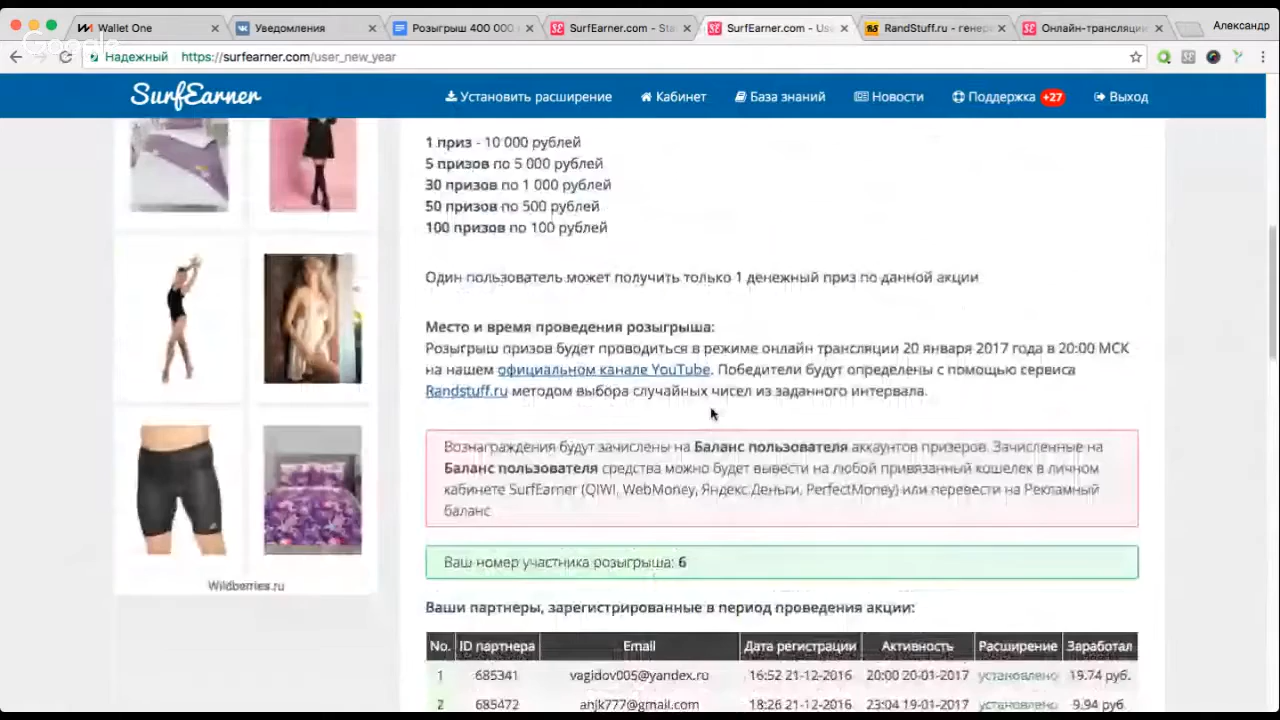 Wallet One
Уведомления
Розыгрыш 400 000
SurfEarner.com - Sta
SurfEarner.com - Use
RandStuff.ru - генер
Онлайн-трансляции
Александр
Google
Надежный
https://surfearner.com/user_new_year
SurfEarner
Установить расширение
Кабинет
База знаний
Новости
Поддержка +27
Выход
1 приз - 10 000 рублей
5 призов по 5 000 рублей
30 призов по 1 000 рублей
50 призов по 500 рублей
100 призов по 100 рублей
Один пользователь может получить только 1 денежный приз по данной акции
Место и время проведения розыгрыша:
Розыгрыш призов будет проводиться в режиме онлайн трансляции 20 января 2017 года в 20:00 МСК
на нашем официальном канале YouTube. Победители будут определены с помощью сервиса
Randstuff.ru методом выбора случайных чисел из заданного интервала.
Вознаграждения будут зачислены на Баланс пользователя аккаунтов призеров. Зачисленные на
Баланс пользователя средства можно будет вывести на любой привязанный кошелек в личном
кабинете SurfEarner (QIWI, WebMoney, Яндекс.Деньги, PerfectMoney) или перевести на Рекламный
баланс.
Ваш номер участника розыгрыша: 6
Wildberries.ru
Ваши партнеры, зарегистрированные в период проведения акции:
No. ID партнера Email Дата регистрации Активность Расширение Заработал
1 685341 vagidov005@yandex.ru 16:52 21-12-2016 20:00 20-01-2017 установлено 19.74 руб.
2 685472 anjk777@gmail.com 18:26 21-12-2016 23:04 19-01-2017 установлено 9.94 руб.